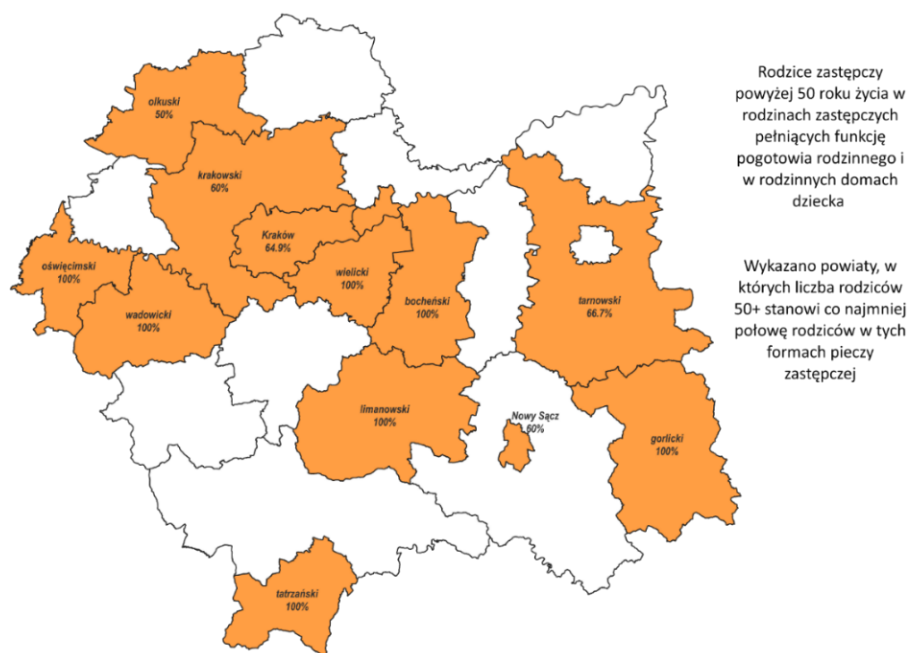 Rodzice zastępczy
powyżej 50 roku życia w
rodzinach zastępczych
pełniących funkcję
pogotowia rodzinnego i
w rodzinnych domach
dziecka
Wykazano powiaty, w
których liczba rodziców
50+ stanowi co najmniej
połowę rodziców w tych
formach pieczy
zastępczej
olkuski
50%
krakowski
60%
Kraków
64.9%
oświęcimski
100%
wadowicki
100%
wielicki
100%
bocheński
100%
tarnowski
66.7%
limanowski
100%
Nowy Sącz
60%
gorlicki
100%
tatrzański
100%